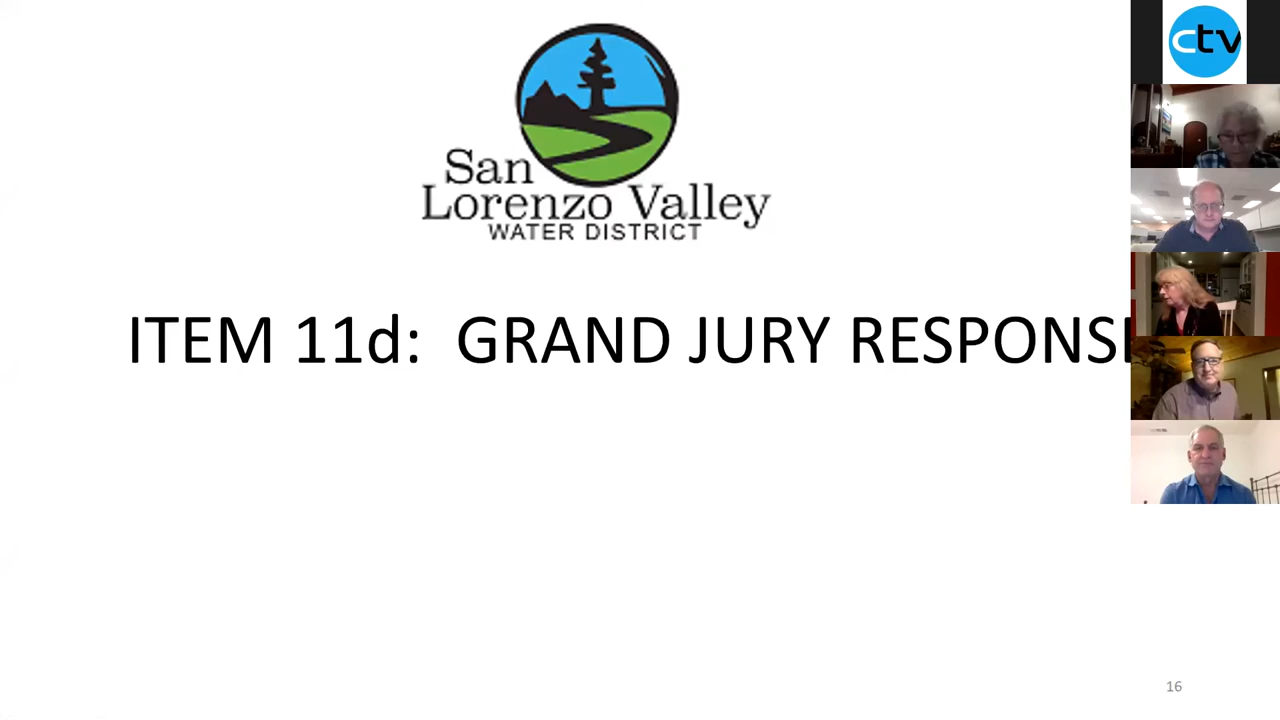 ctv
San
Lorenzo Valley
WATER DISTRICT
ITEM 11d: GRAND JURY RESPONS
16